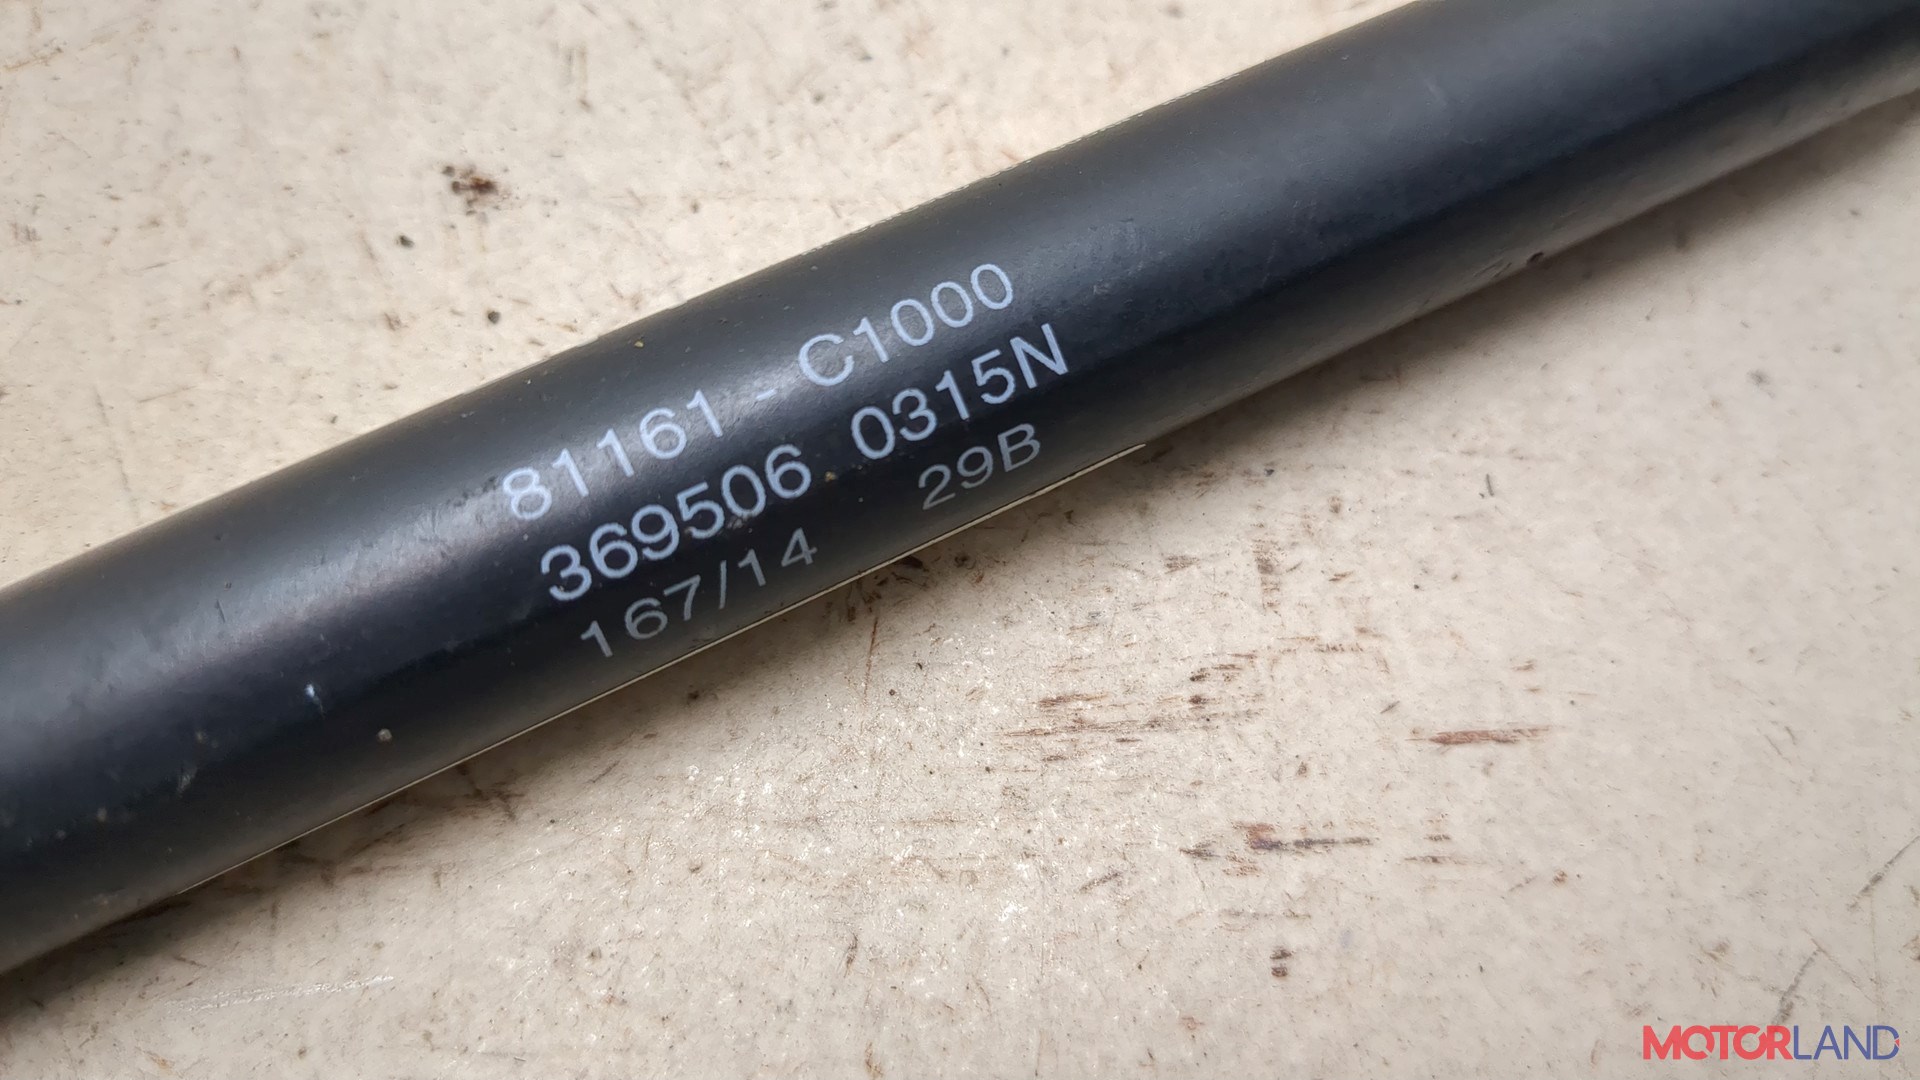 81161 - C1000
369506 0315N
167/14 29B
MOTORLAND